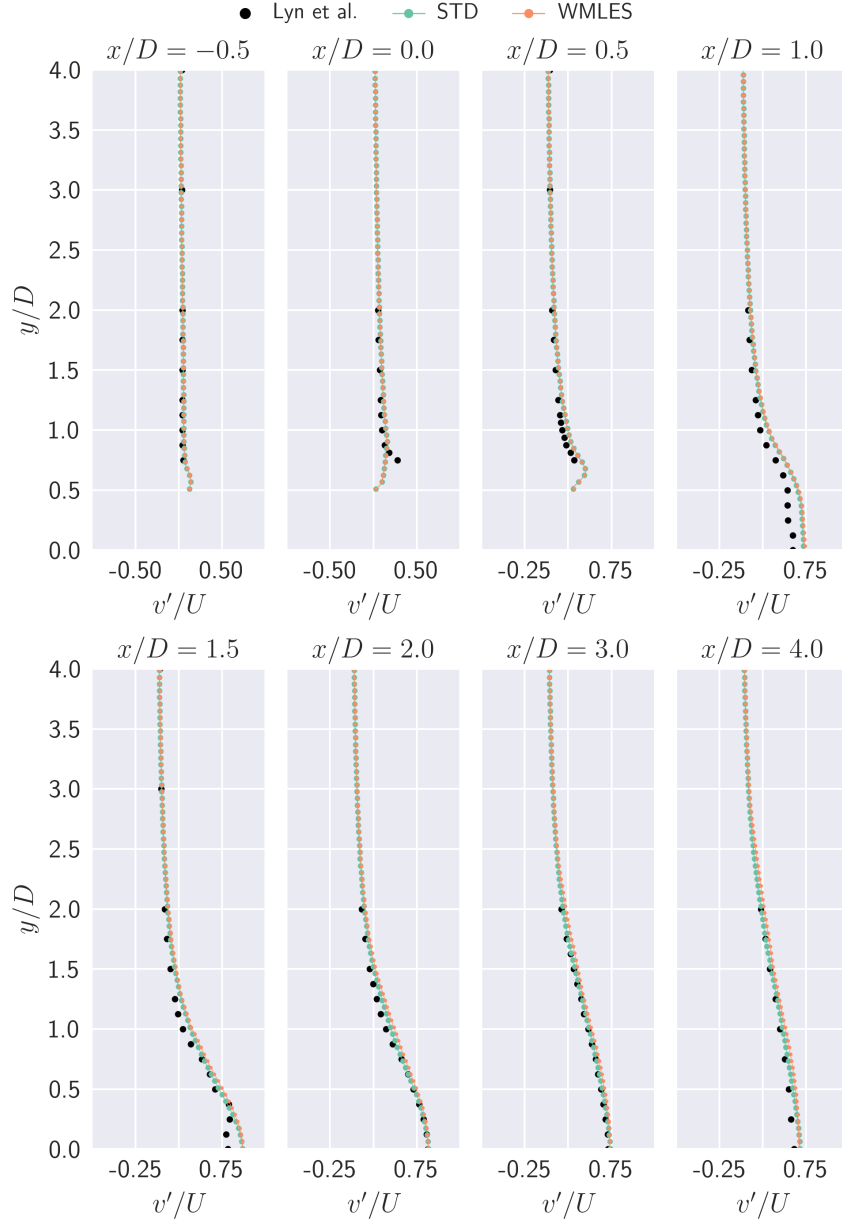 Lyn et al. STD WMLES
x/D = −0.5 x/D = 0.0 x/D = 0.5 x/D = 1.0
4.0
3.5
3.0
2.5
2.0
1.5
1.0
0.5
0.0
y/D
-0.50 0.50 -0.50 0.50 -0.25 0.75 -0.25 0.75
v′/U v′/U v′/U v′/U
x/D = 1.5 x/D = 2.0 x/D = 3.0 x/D = 4.0
4.0
3.5
3.0
2.5
2.0
1.5
1.0
0.5
0.0
y/D
-0.25 0.75 -0.25 0.75 -0.25 0.75 -0.25 0.75
v′/U v′/U v′/U v′/U